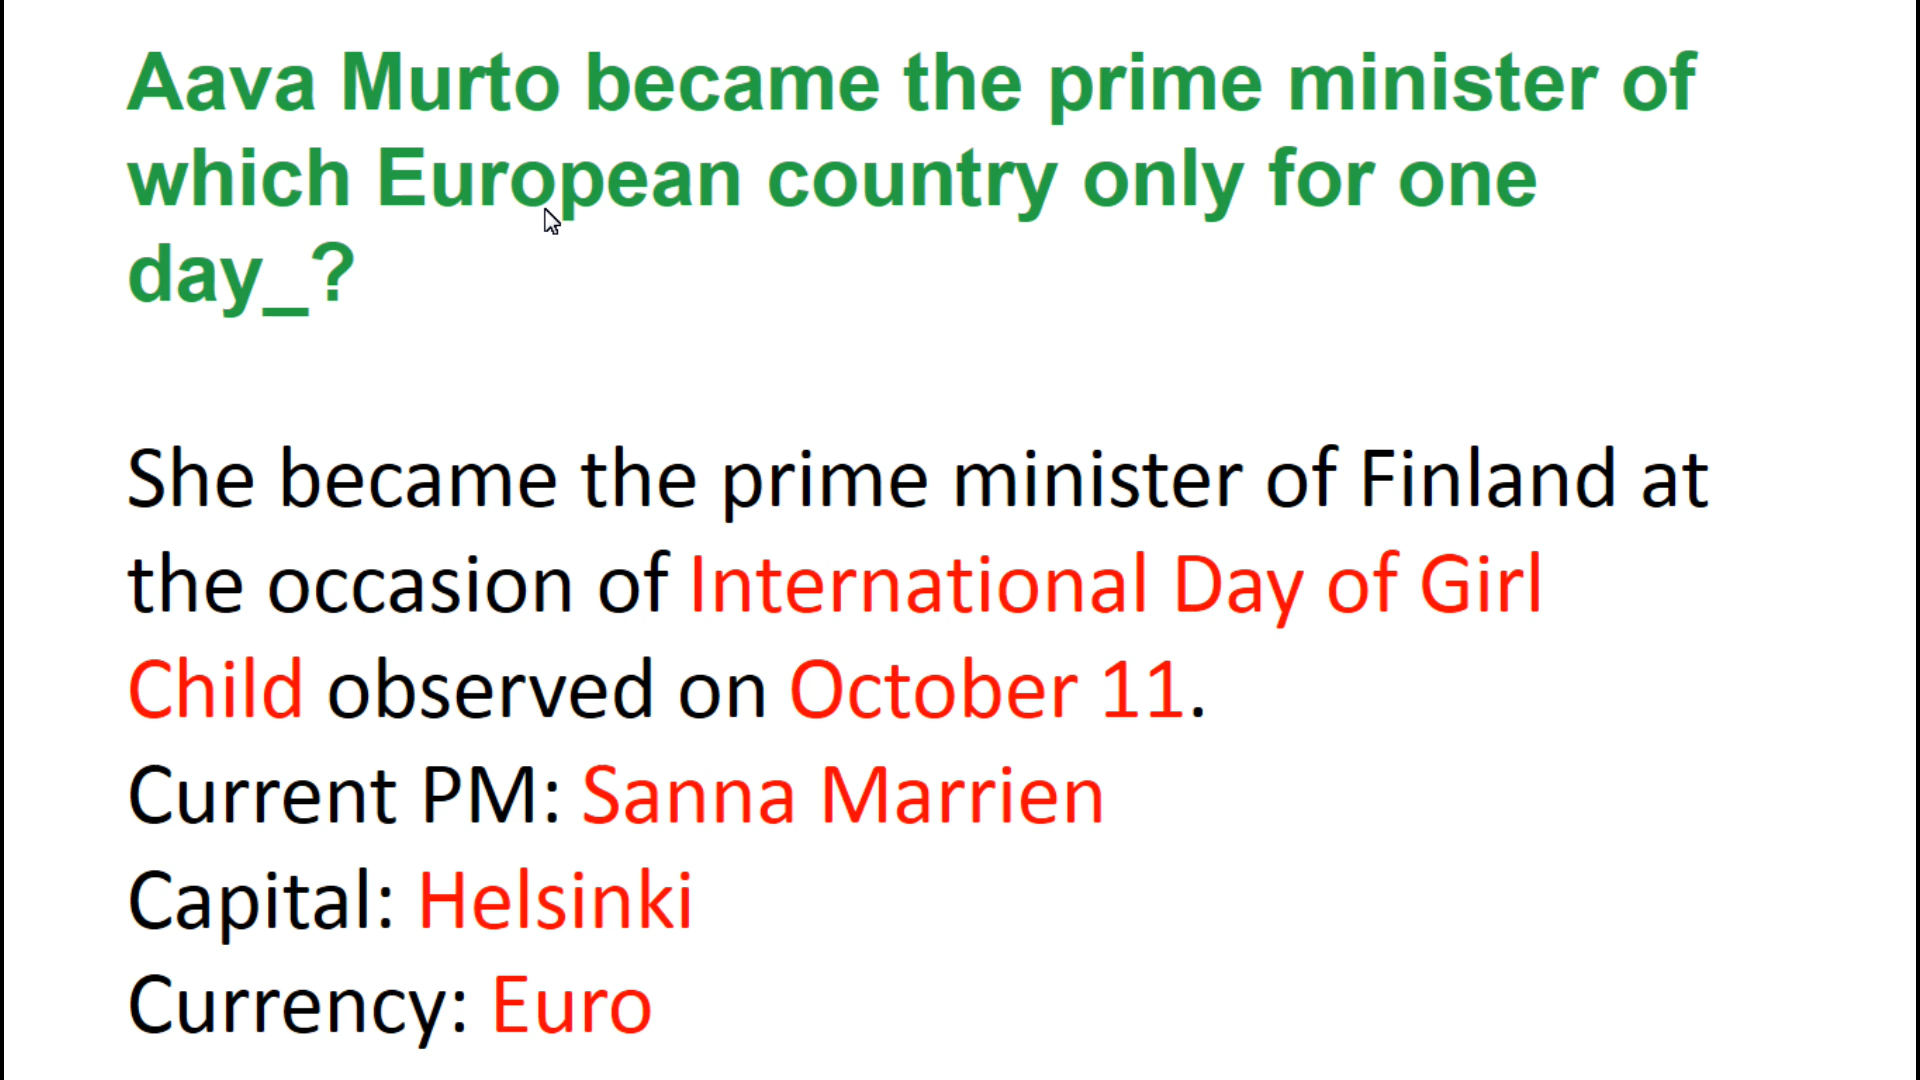 Aava Murto became the prime minister of
which European country only for one
day_?
She became the prime minister of Finland at
the occasion of International Day of Girl
Child observed on October 11.
Current PM: Sanna Marrien
Capital: Helsinki
Currency: Euro